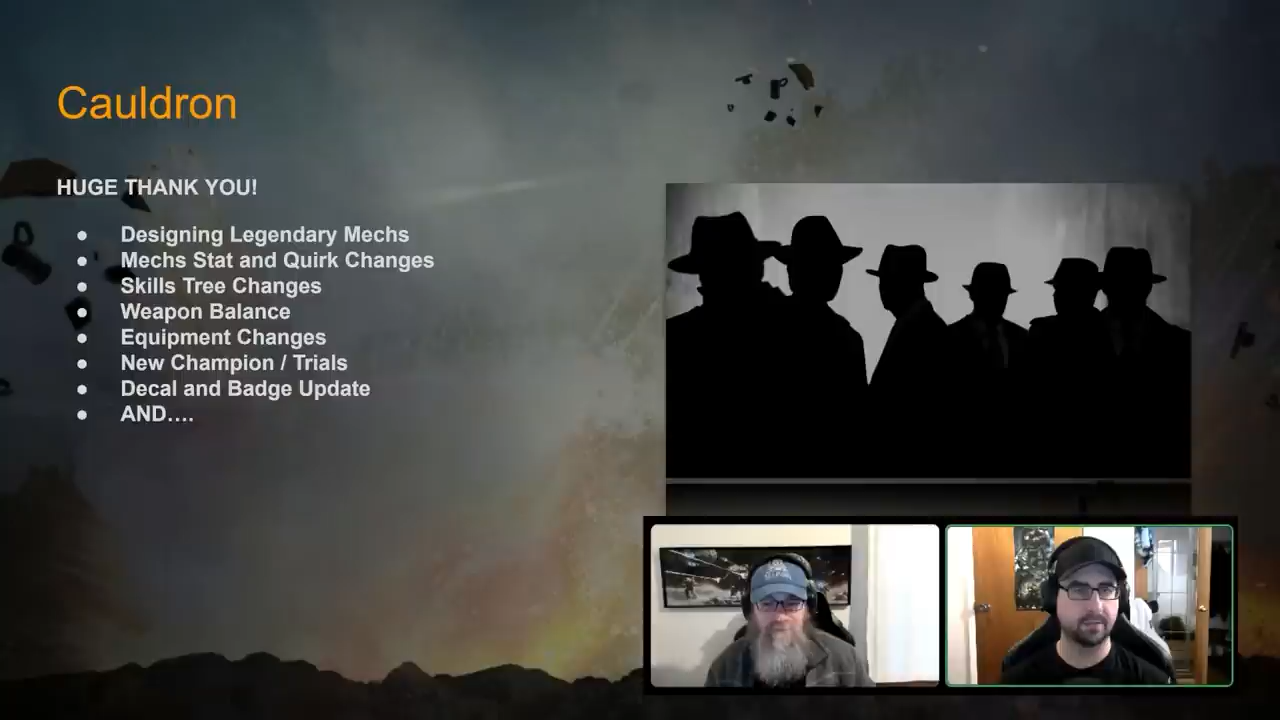 Cauldron
HUGE THANK YOU!
● Designing Legendary Mechs
● Mechs Stat and Quirk Changes
● Skills Tree Changes
● Weapon Balance
● Equipment Changes
● New Champion / Trials
● Decal and Badge Update
● AND....